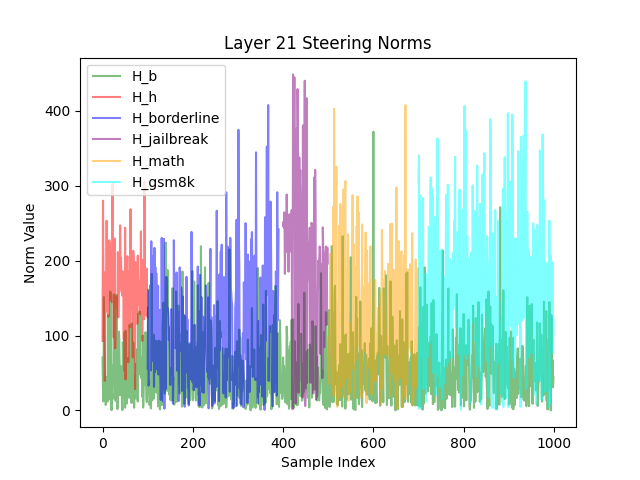 Layer 21 Steering Norms
H_b
H_h
H_borderline
H_jailbreak
H_math
H_gsm8k
Norm Value
400
300
200
100
0
0
200
400
600
800
1000
Sample Index